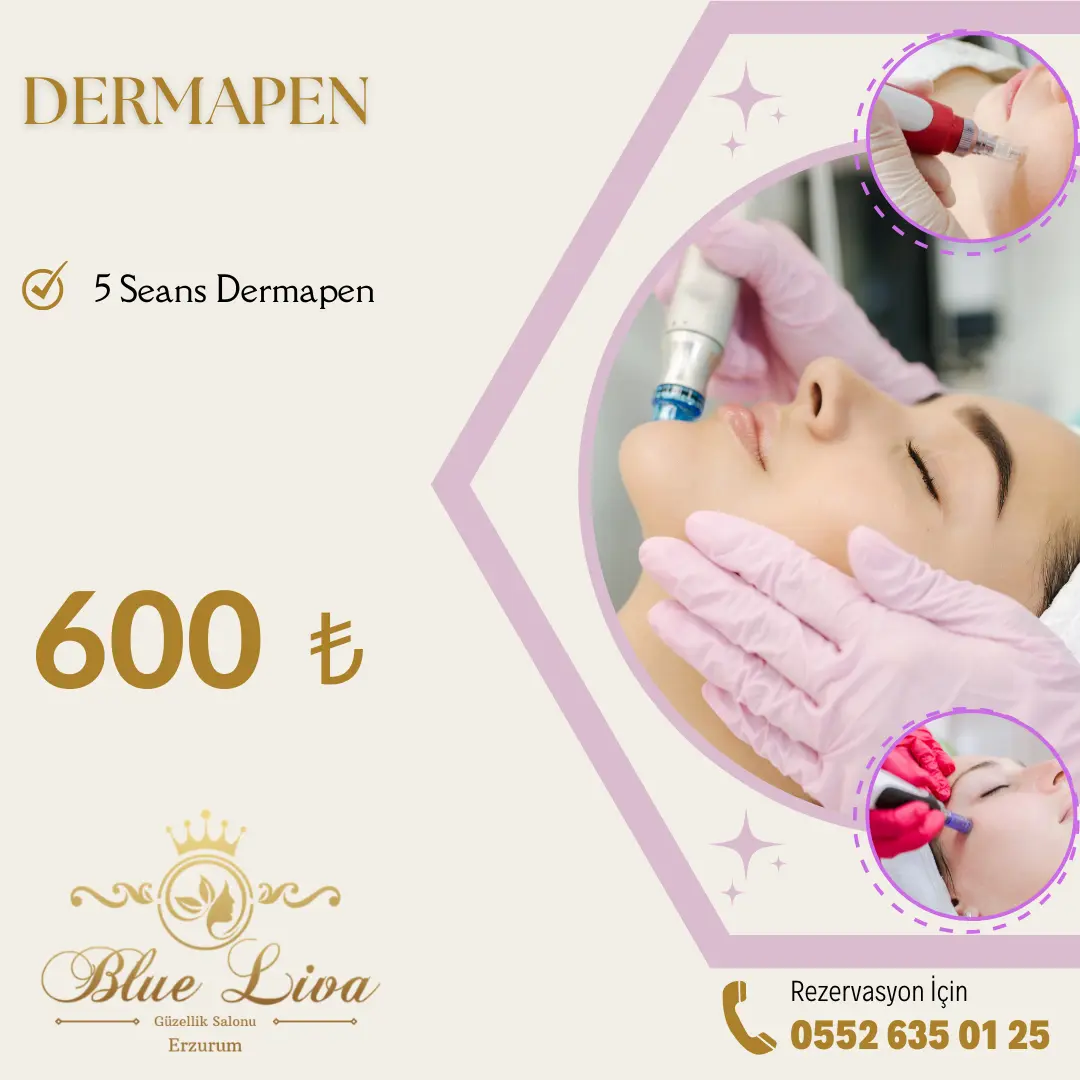 DERMAPEN
5 Seans Dermapen
600 ₺
Blue Liva
Güzellik Salonu
Erzurum
Rezervasyon İçin
0552 635 01 25